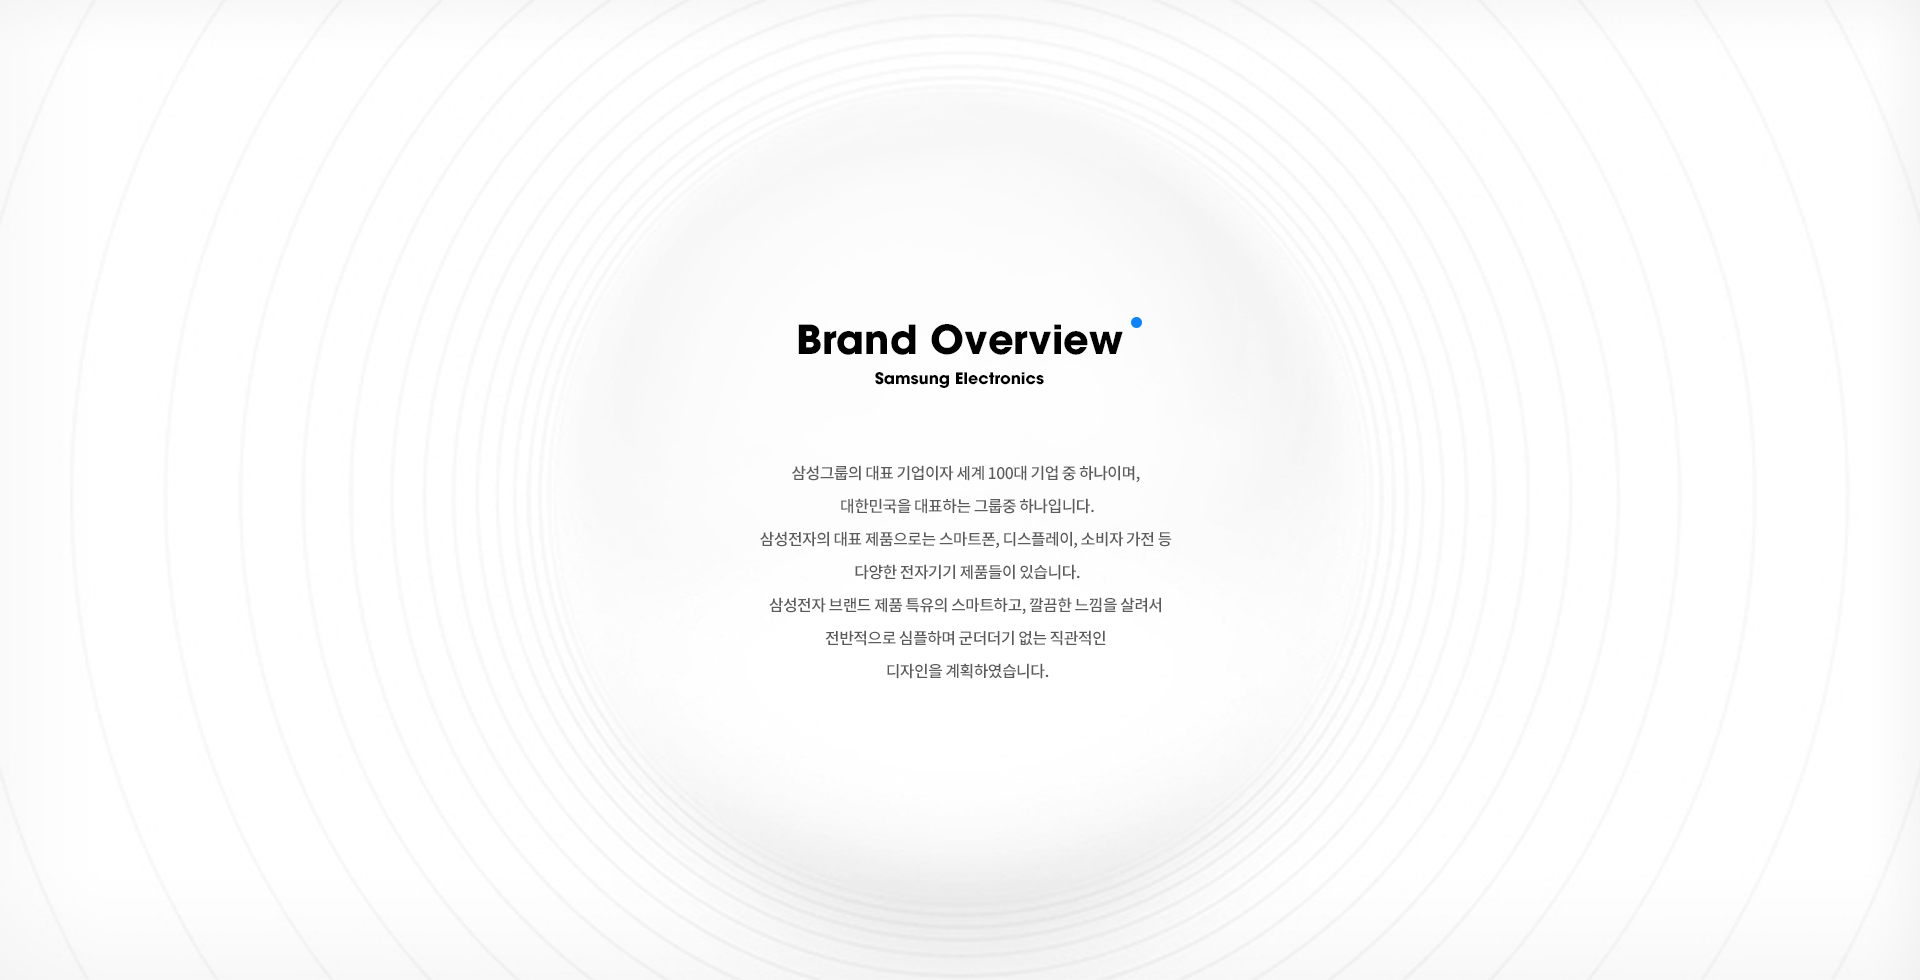 Brand Overview
Samsung Electronics
삼성그룹의 대표 기업이자 세계 100대 기업 중 하나이며,
대한민국을 대표하는 그룹중 하나입니다.
삼성전자의 대표 제품으로는 스마트폰, 디스플레이, 소비자 가전 등
다양한 전자기기 제품들이 있습니다.
삼성전자 브랜드 제품 특유의 스마트하고, 깔끔한 느낌을 살려서
전반적으로 심플하며 군더더기 없는 직관적인
디자인을 계획하였습니다.